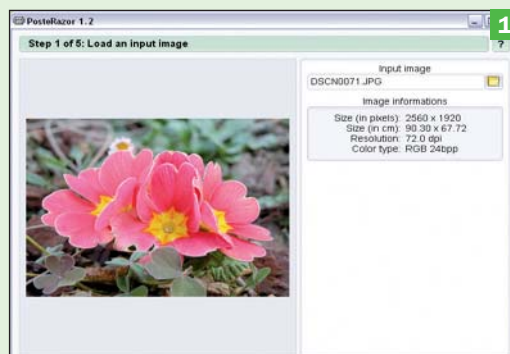 PosteRazor 1.2
1
Step 1 of 5: Load an input image
?
Input image
DSCN0071.JPG
Image informations
Size (in pixels): 2560 x 1920
Size (in cm): 90.30 x 67.72
Resolution: 72.0 dpi
Color type: RGB 24bpp